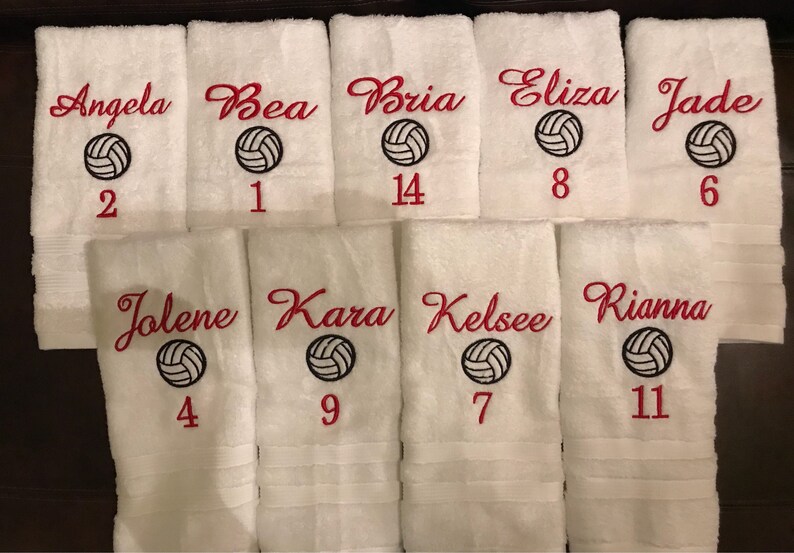 Angela
2
Bea
1
Bria
14
Eliza
8
Jade
6
Jolene
4
Kara
9
Kelsee
7
Rianna
11